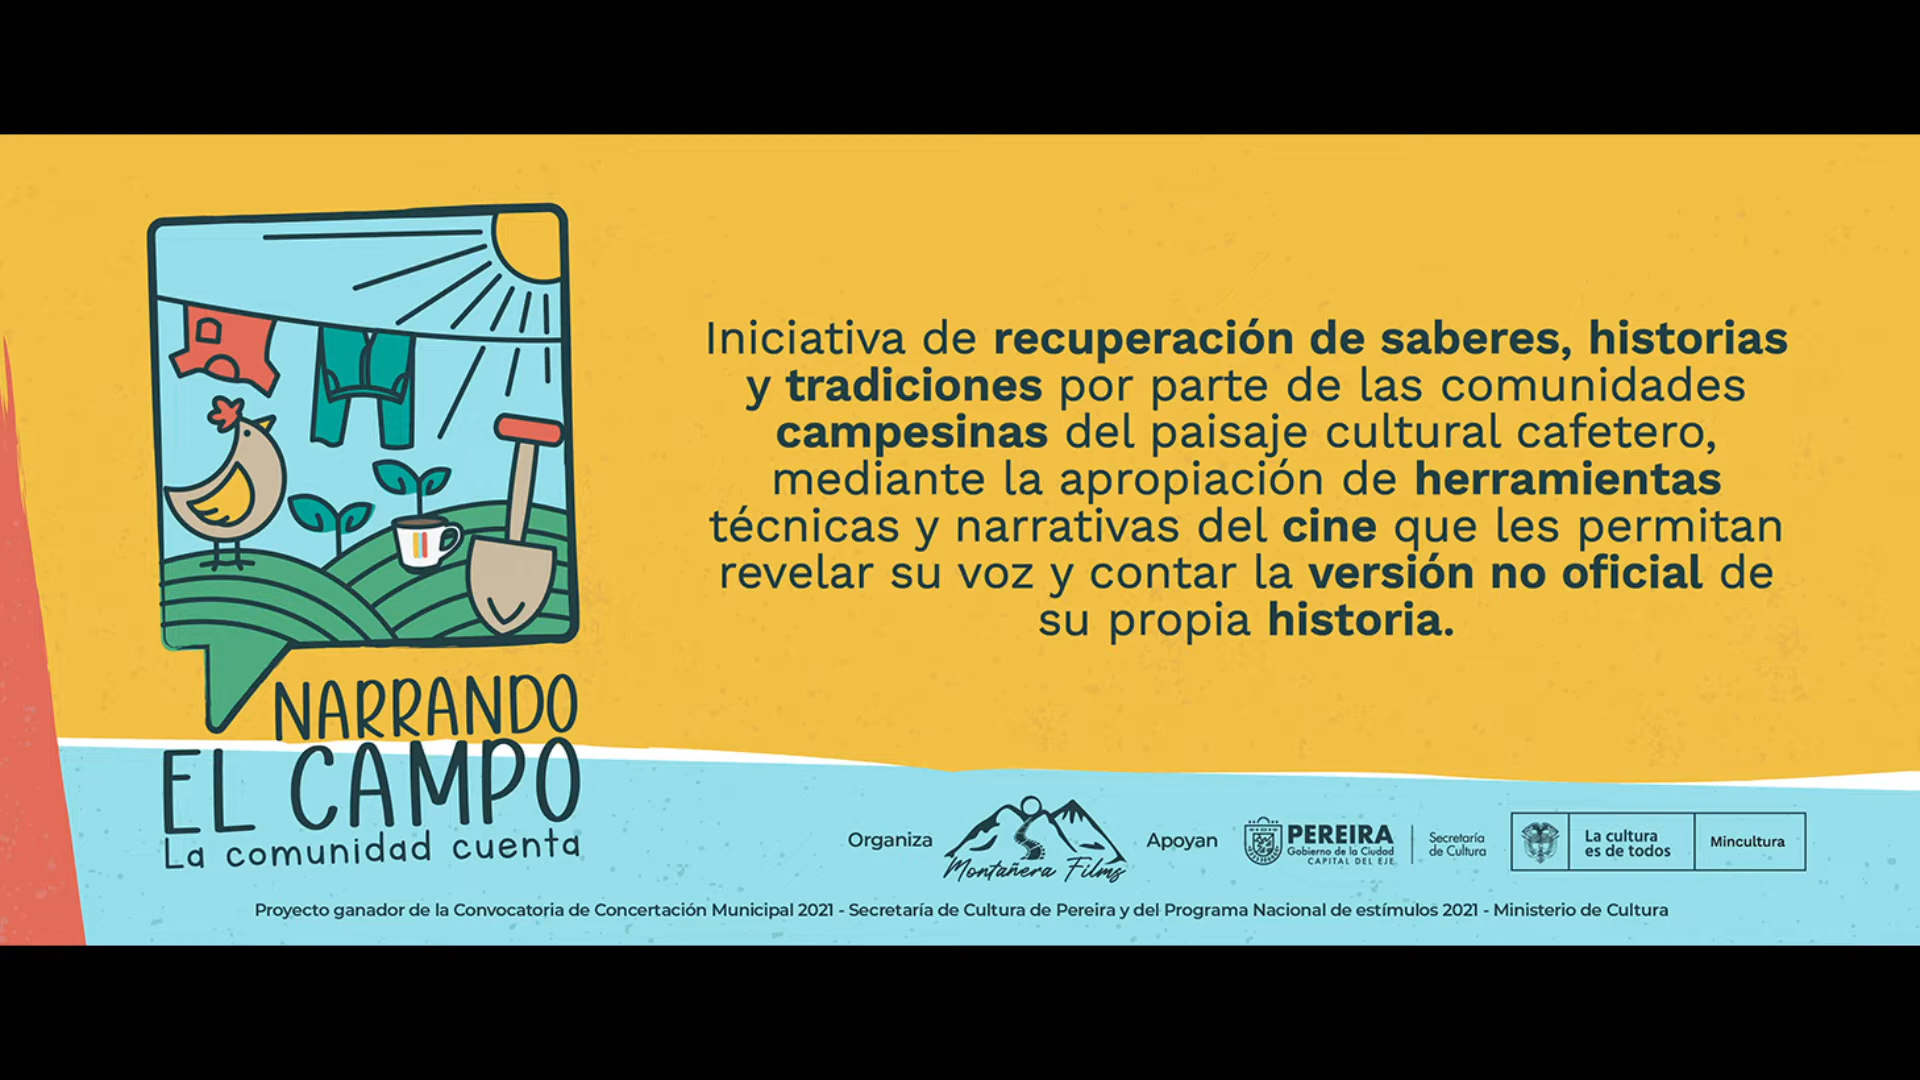 Iniciativa de recuperación de saberes, historias
y tradiciones por parte de las comunidades
campesinas del paisaje cultural cafetero,
mediante la apropiación de herramientas
técnicas y narrativas del cine que les permitan
revelar su voz y contar la versión no oficial de
su propia historia.
NARRANDO
EL CAMPO
La comunidad cuenta
Organiza
Montañera Films
Apoyan
PEREIRA
Gobierno de la Ciudad
CAPITAL DEL EJE
Secretaría
de Cultura
La cultura
es de todos
Mincultura
Proyecto ganador de la Convocatoria de Concertación Municipal 2021 - Secretaría de Cultura de Pereira y del Programa Nacional de estímulos 2021 - Ministerio de Cultura